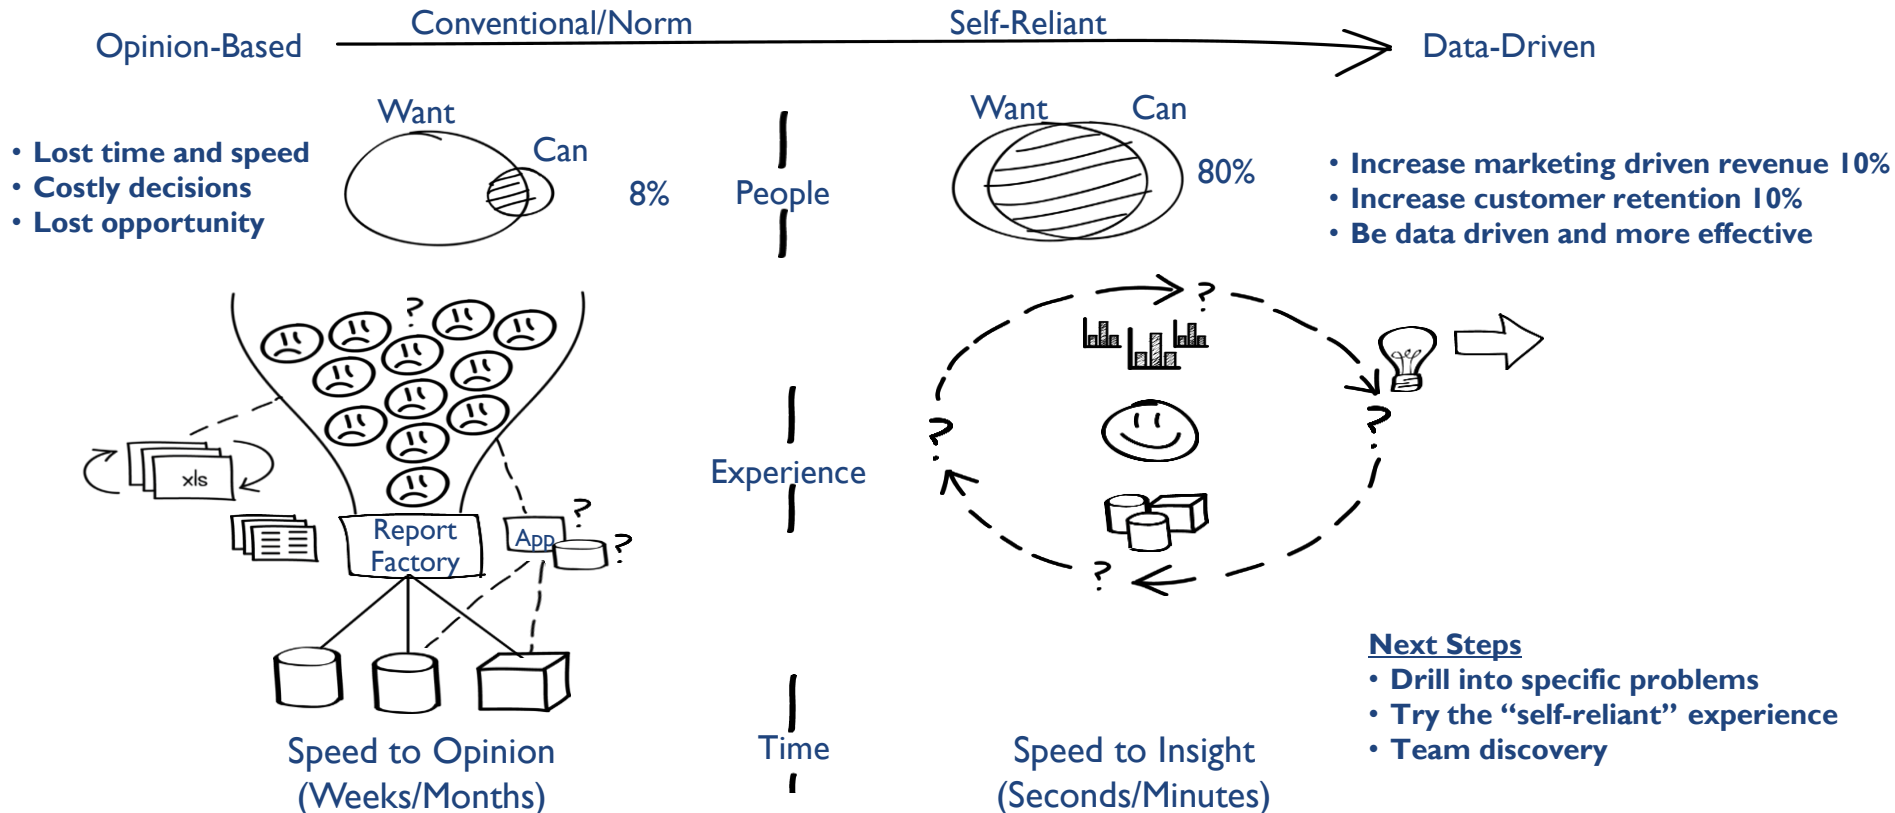 Conventional/Norm
Self-Reliant
Opinion-Based
Data-Driven
Want
Can
8%
• Lost time and speed
• Costly decisions
• Lost opportunity
People
Want
Can
80%
• Increase marketing driven revenue 10%
• Increase customer retention 10%
• Be data driven and more effective
?
xls
Report
Factory
App
?
?
Experience
?
?
?
?
Speed to Opinion
(Weeks/Months)
Time
Speed to Insight
(Seconds/Minutes)
Next Steps
• Drill into specific problems
• Try the “self-reliant” experience
• Team discovery